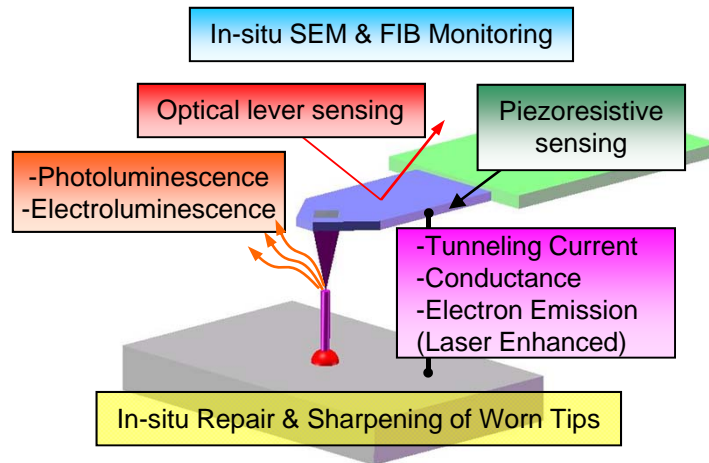 In-situ SEM & FIB Monitoring
Optical lever sensing
Piezoresistive
sensing
-Photoluminescence
-Electroluminescence
-Tunneling Current
-Conductance
-Electron Emission
(Laser Enhanced)
In-situ Repair & Sharpening of Worn Tips